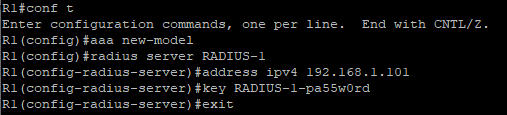 R1#conf t
Enter configuration commands, one per line.  End with CNTL/Z.
R1(config)#aaa new-model
R1(config)#radius server RADIUS-1
R1(config-radius-server)#address ipv4 192.168.1.101
R1(config-radius-server)#key RADIUS-1-pa55w0rd
R1(config-radius-server)#exit